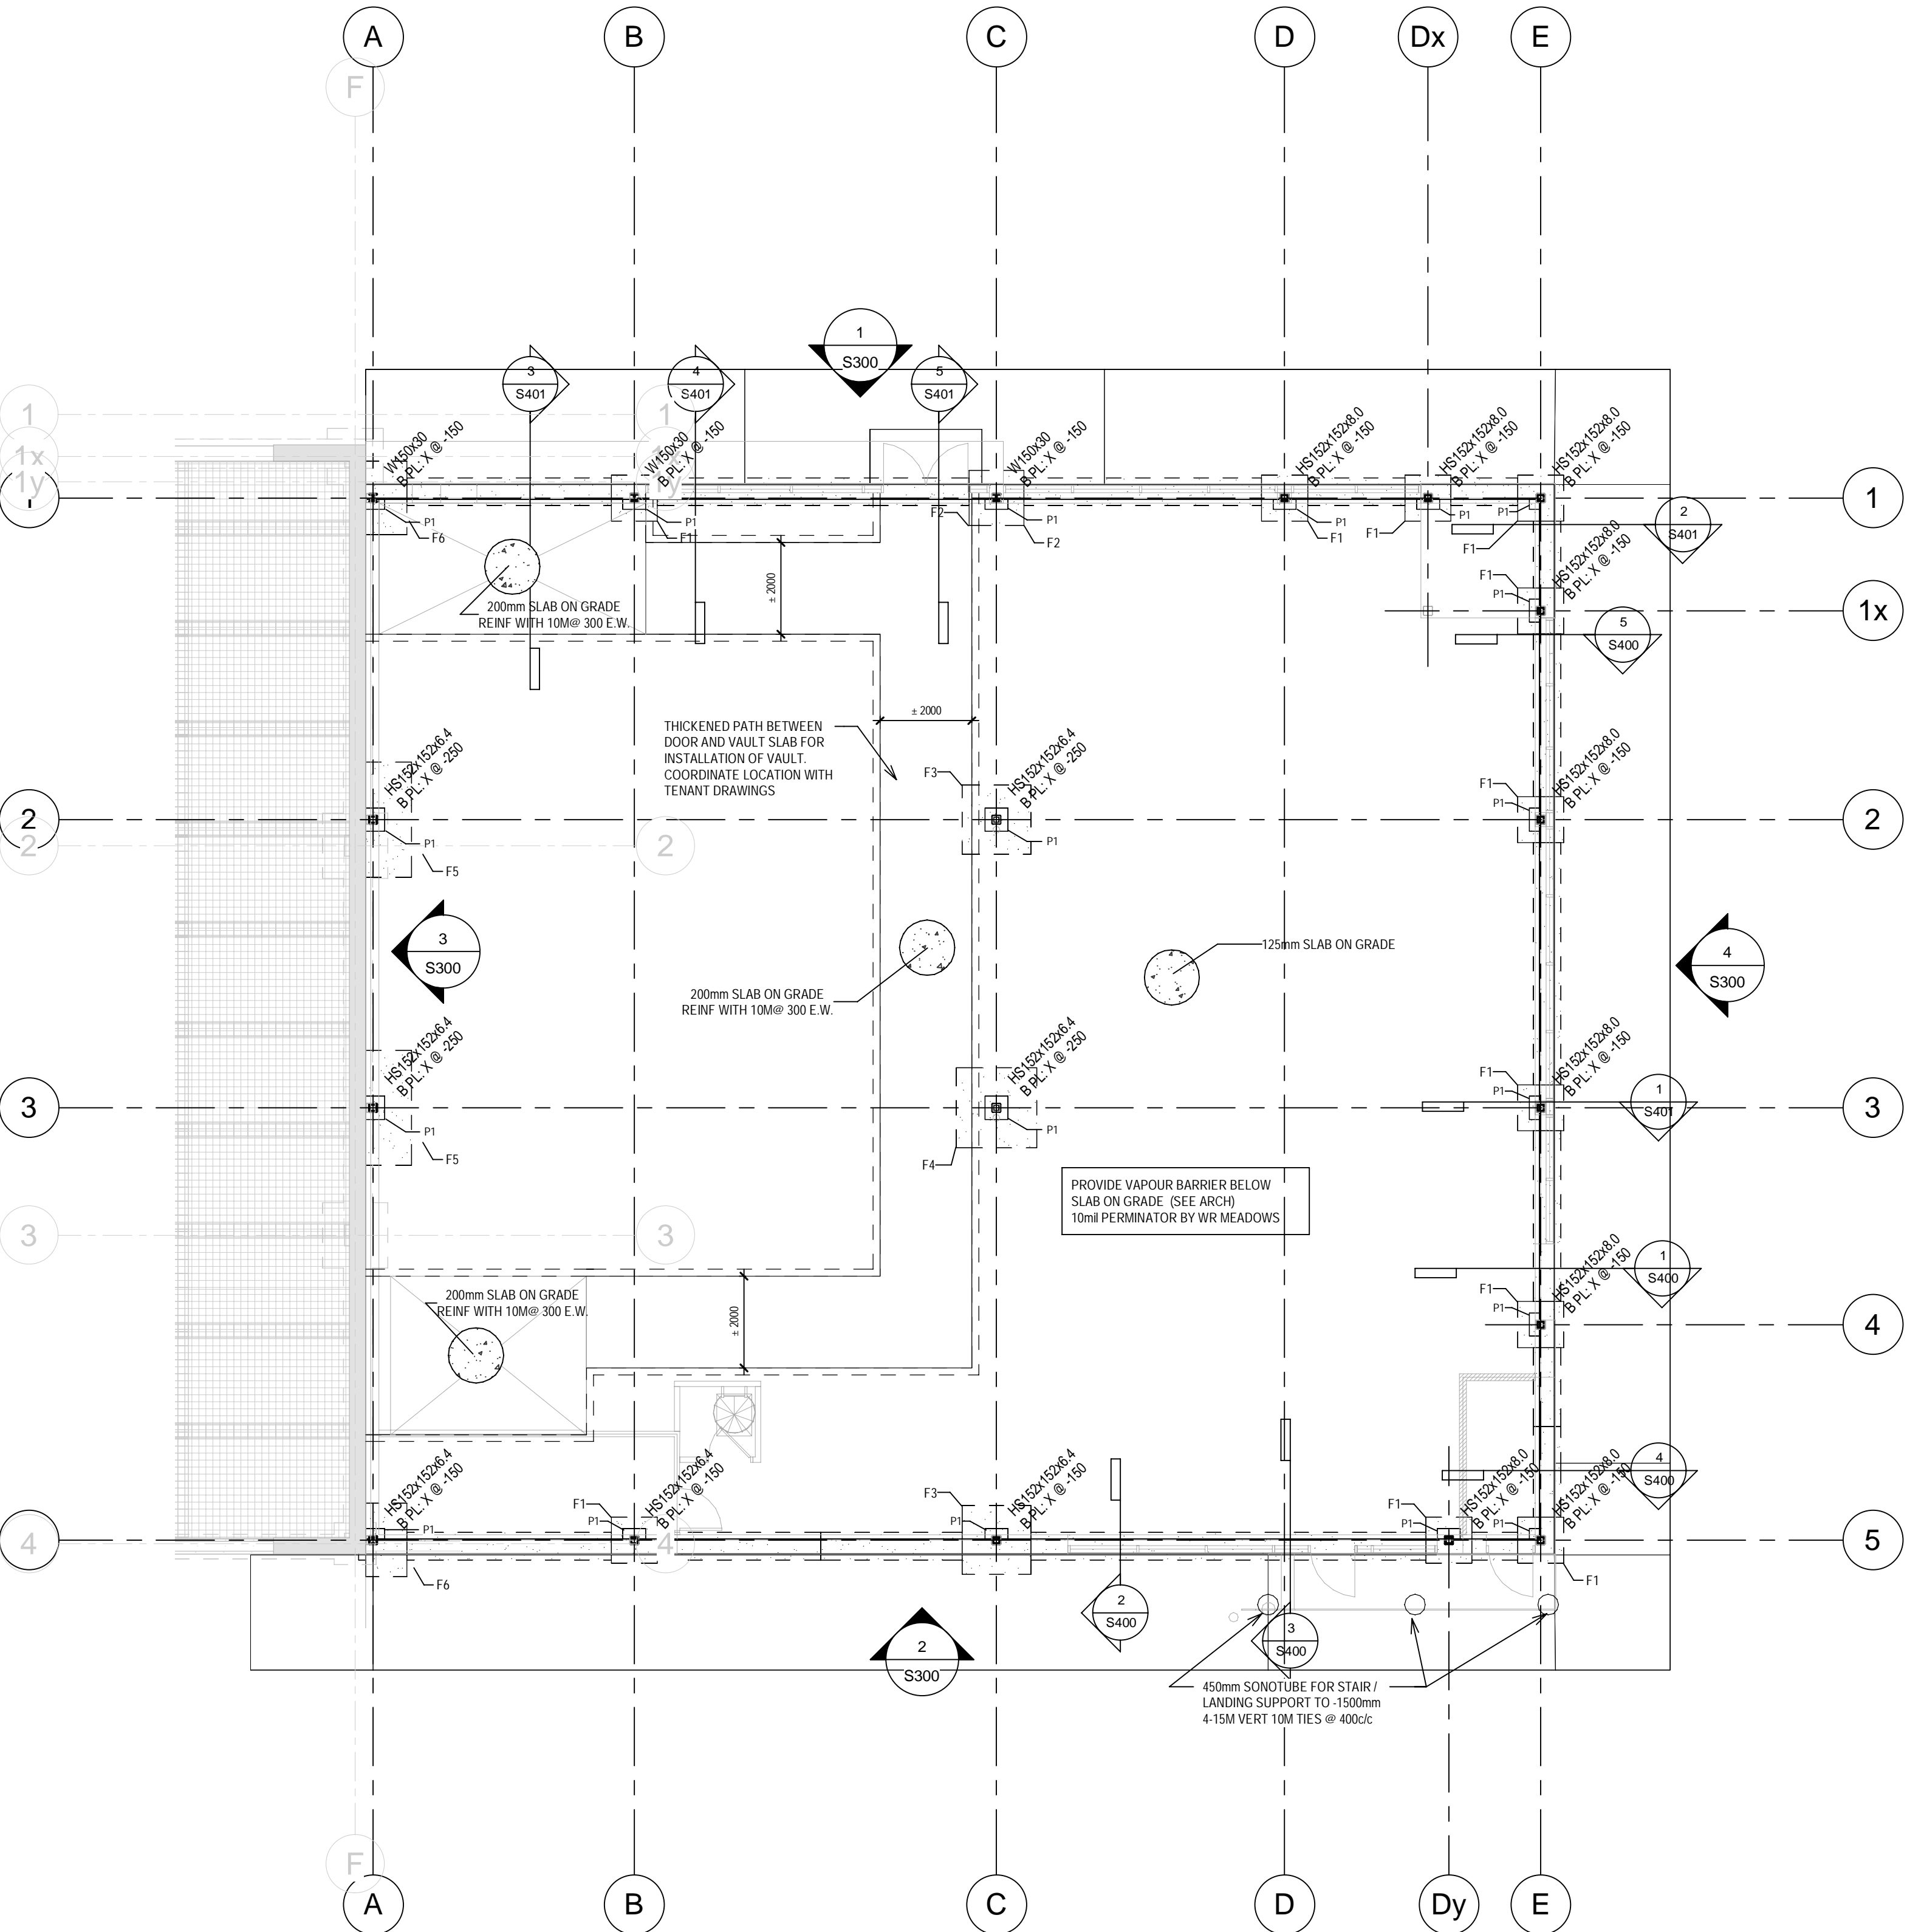 A
B
C
D
Dx
E
F
1
S300
3
S401
4
S401
5
S401
1
1x
1y
1
1
1x
1y
1
W150x30
B PL: X @ -150
W150x30
B PL: X @ -150
W150x30
B PL: X @ -150
HS152x152x8.0
B PL: X @ -150
HS152x152x8.0
B PL: X @ -150
HS152x152x8.0
B PL: X @ -150
1
P1
F6
P1
F1
F2
P1
F2
P1
F1
F1
P1
P1
F1
2
S401
200mm SLAB ON GRADE
REINF WITH 10M@ 300 E.W.
± 2000
HS152x152x8.0
B PL: X @ -150
F1
P1
1x
5
S400
THICKENED PATH BETWEEN
DOOR AND VAULT SLAB FOR
INSTALLATION OF VAULT.
COORDINATE LOCATION WITH
TENANT DRAWINGS
± 2000
HS152x152x6.4
B PL: X @ -250
HS152x152x6.4
B PL: X @ -250
HS152x152x8.0
B PL: X @ -150
F3
F1
P1
2
2
2
2
P1
F5
P1
3
S300
125mm SLAB ON GRADE
4
S300
200mm SLAB ON GRADE
REINF WITH 10M@ 300 E.W.
HS152x152x6.4
B PL: X @ -250
HS152x152x6.4
B PL: X @ -250
HS152x152x8.0
B PL: X @ -150
F1
P1
1
S401
3
3
P1
F5
P1
F4
PROVIDE VAPOUR BARRIER BELOW
SLAB ON GRADE (SEE ARCH)
10mil PERMINATOR BY WR MEADOWS
3
3
HS152x152x8.0
B PL: X @ -150
1
S400
F1
P1
4
200mm SLAB ON GRADE
REINF WITH 10M@ 300 E.W.
± 2000
HS152x152x6.4
B PL: X @ -150
HS152x152x6.4
B PL: X @ -150
HS152x152x6.4
B PL: X @ -150
HS152x152x8.0
B PL: X @ -150
HS152x152x8.0
B PL: X @ -150
4
S400
F3
F1
F1
P1
P1
P1
P1
P1
4
4
5
F6
F1
2
S400
3
S400
2
S300
450mm SONOTUBE FOR STAIR /
LANDING SUPPORT TO -1500mm
4-15M VERT 10M TIES @ 400c/c
F
A
B
C
D
Dy
E